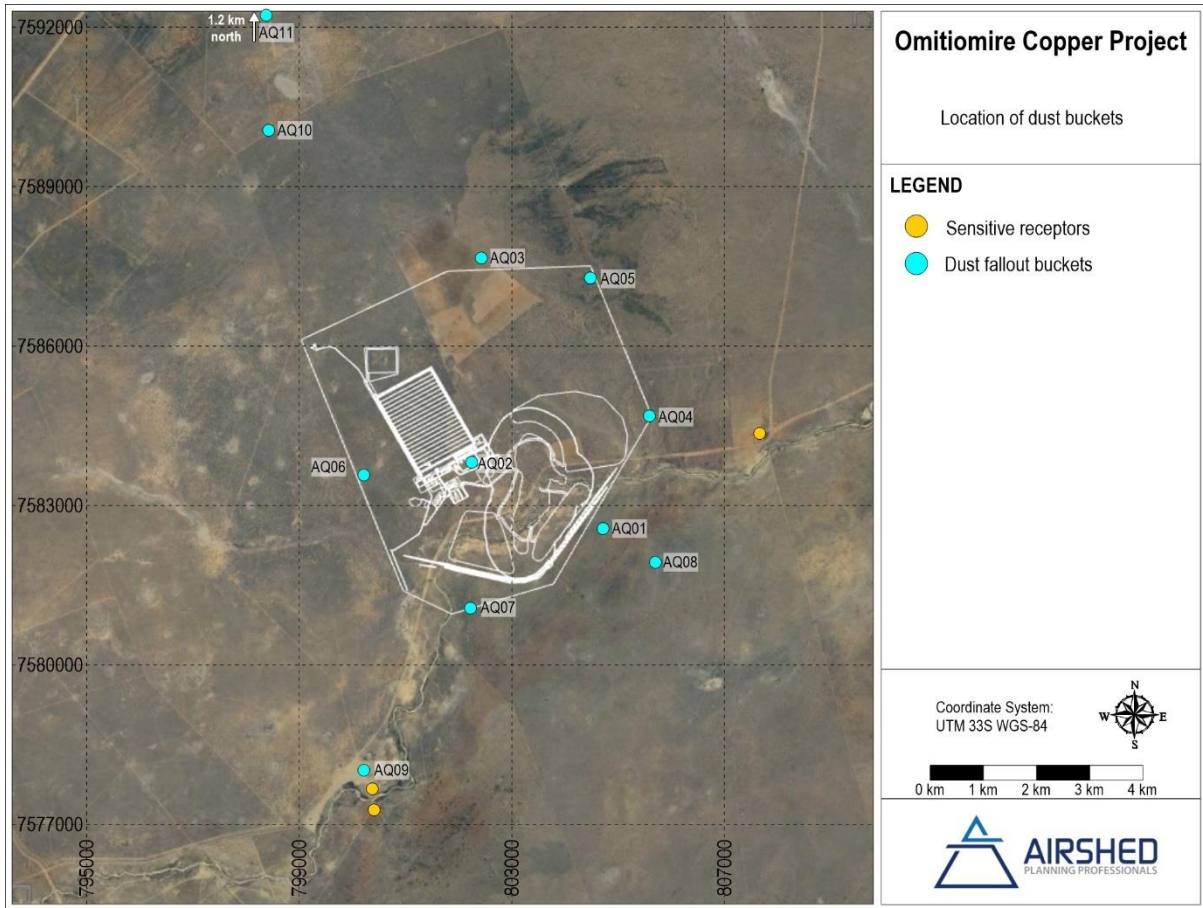 1.2 km
north
AQ11
7592000
AQ10
7589000
AQ03
AQ05
7586000
AQ04
AQ06
AQ02
7583000
AQ01
AQ08
AQ07
7580000
AQ09
7577000
795000
799000
803000
807000
Omitiomire Copper Project
Location of dust buckets
LEGEND
Sensitive receptors
Dust fallout buckets
Coordinate System:
UTM 33S WGS-84
N
W E
S
0 km 1 km 2 km 3 km 4 km
AIRSHED
PLANNING PROFESSIONALS